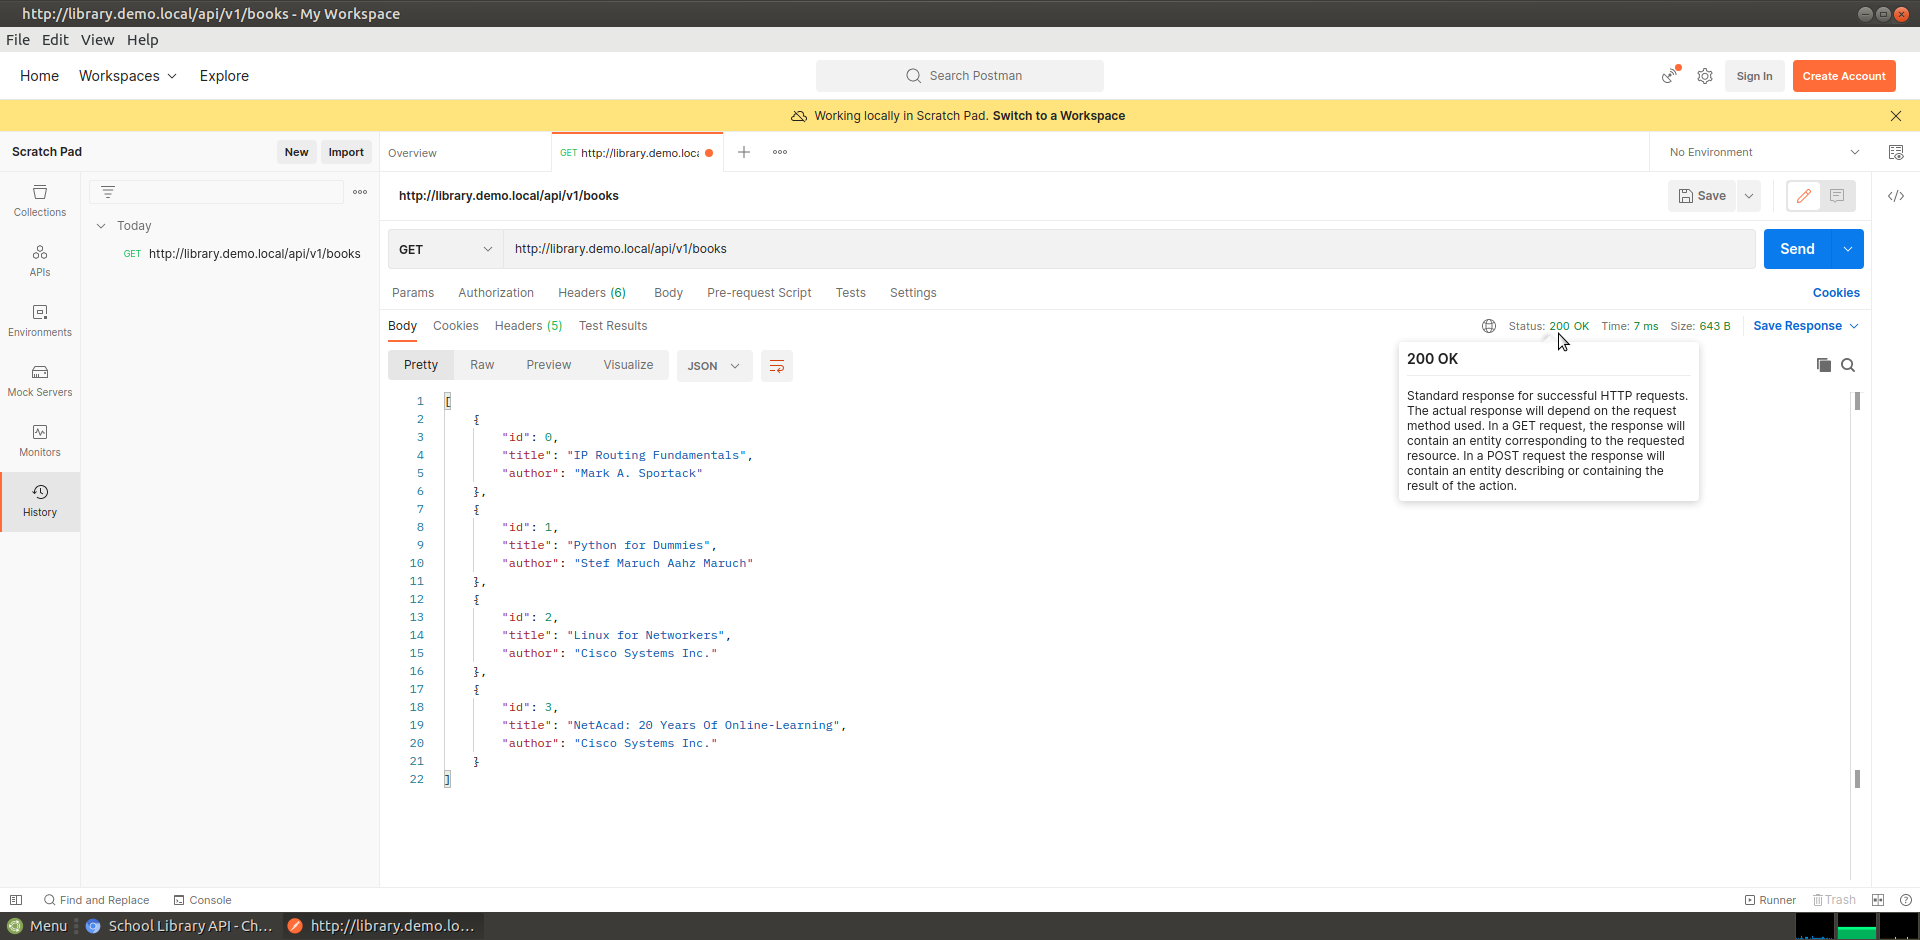 http://library.demo.local/api/v1/books - My Workspace
File Edit View Help
Home Workspaces Explore Search Postman Sign In Create Account
Working locally in Scratch Pad. Switch to a Workspace
Scratch Pad New Import
Overview GET http://library.demo.loca No Environment
Collections
APIs
Environments
Mock Servers
Monitors
History
Today
GET http://library.demo.local/api/v1/books
http://library.demo.local/api/v1/books Save
GET http://library.demo.local/api/v1/books Send
Params Authorization Headers (6) Body Pre-request Script Tests Settings Cookies
Body Cookies Headers (5) Test Results Status: 200 OK Time: 7 ms Size: 643 B Save Response
Pretty Raw Preview Visualize JSON
200 OK
Standard response for successful HTTP requests.
The actual response will depend on the request
method used. In a GET request, the response will
contain an entity corresponding to the requested
resource. In a POST request the response will
contain an entity describing or containing the
result of the action.
1 [
2 {
3 "id": 0,
4 "title": "IP Routing Fundamentals",
5 "author": "Mark A. Sportack"
6 },
7 {
8 "id": 1,
9 "title": "Python for Dummies",
10 "author": "Stef Maruch Aahz Maruch"
11 },
12 {
13 "id": 2,
14 "title": "Linux for Networkers",
15 "author": "Cisco Systems Inc."
16 },
17 {
18 "id": 3,
19 "title": "NetAcad: 20 Years Of Online-Learning",
20 "author": "Cisco Systems Inc."
21 }
22 ]
Find and Replace Console Runner Trash
Menu School Library API - Ch... http://library.demo.lo...